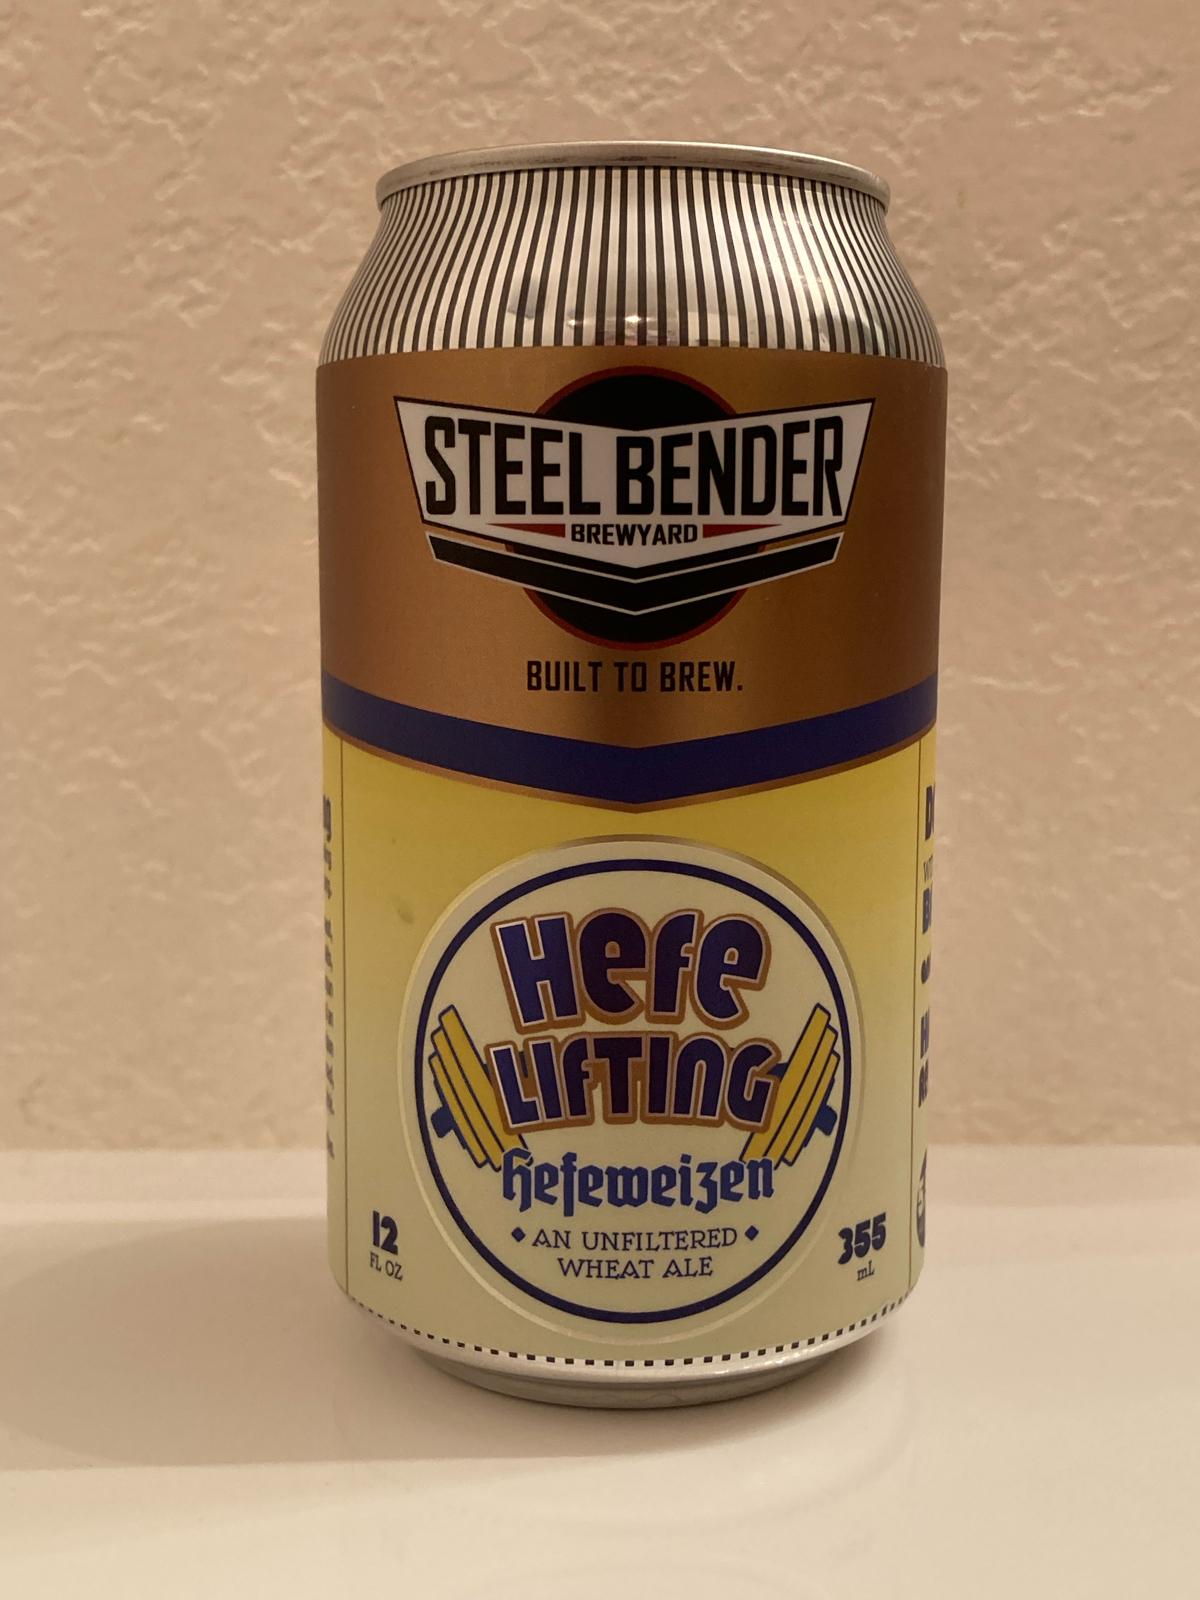 STEEL BENDER
BREWYARD
BUILT TO BREW.
Hefe
LIFTING
Hefeweizen
AN UNFILTERED
WHEAT ALE
12
FL OZ
355
mL